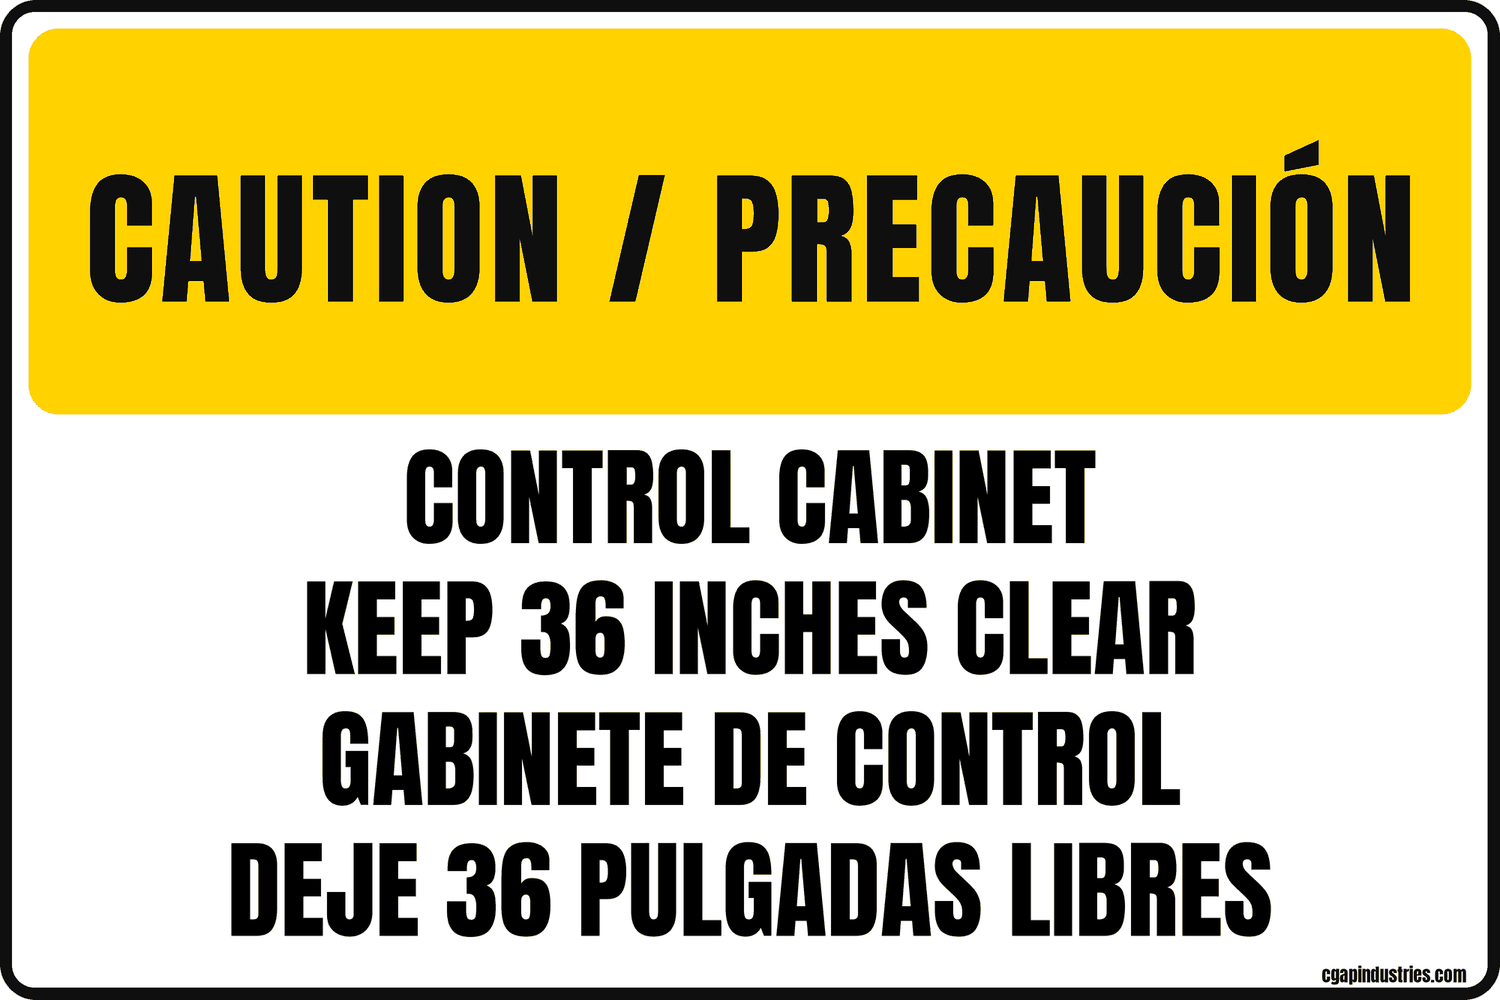 CAUTION / PRECAUCIÓN
CONTROL CABINET
KEEP 36 INCHES CLEAR
GABINETE DE CONTROL
DEJE 36 PULGADAS LIBRES
cgapindustries.com